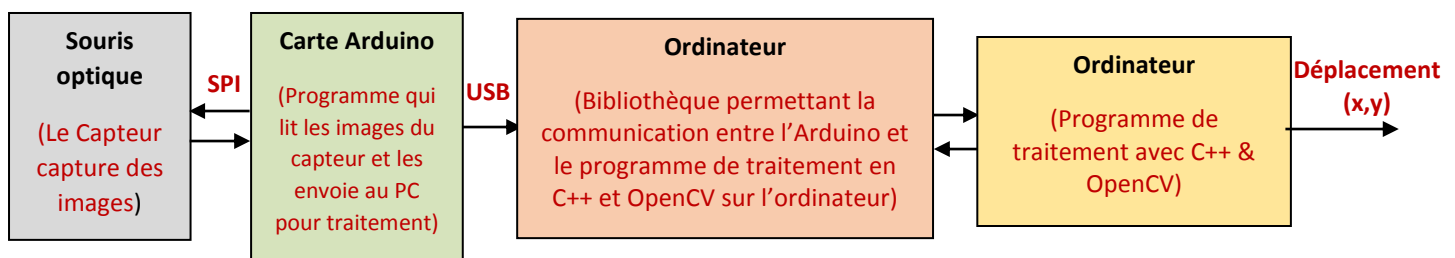 Souris
optique
(Le Capteur
capture des
images)
SPI
Carte Arduino
(Programme qui
lit les images du
capteur et les
envoie au PC
pour traitement)
USB
Ordinateur
(Bibliothèque permettant la
communication entre l'Arduino et
le programme de traitement en
C++ et OpenCV sur l'ordinateur)
Ordinateur
(Programme de
traitement avec C++ &
OpenCV)
Déplacement
(x,y)